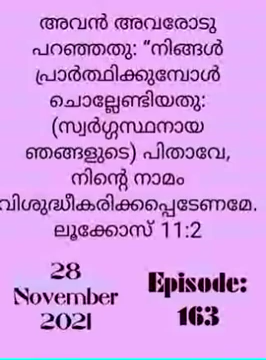 അവൻ അവരോടു
പറഞ്ഞതു: “നിങ്ങൾ
പ്രാർത്ഥിക്കുമ്പോൾ
ചൊല്ലേണ്ടിയതു:
(സ്വർഗ്ഗസ്ഥനായ
ഞങ്ങളുടെ) പിതാവേ,
നിന്റെ നാമം
വിശുദ്ധീകരിക്കപ്പെടേണമേ.
ലൂക്കോസ് 11:2
28
November
2021
Episode:
163